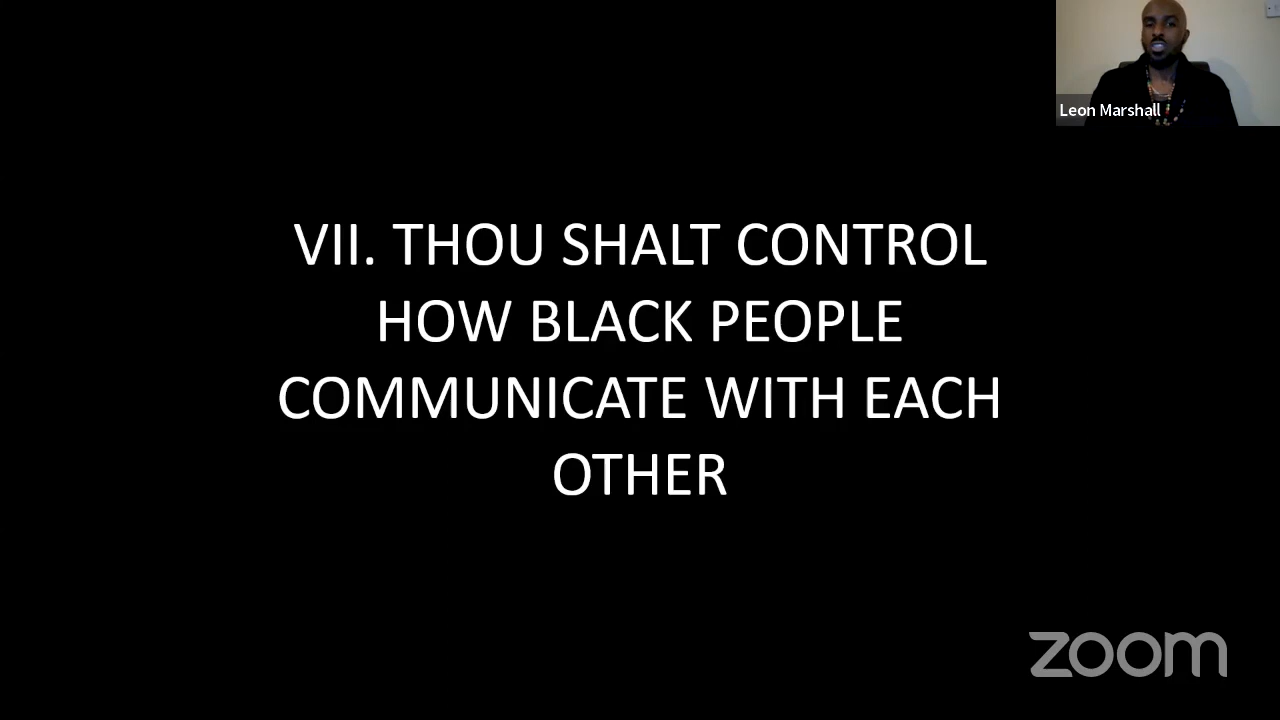 Leon Marshall
VII. THOU SHALT CONTROL
HOW BLACK PEOPLE
COMMUNICATE WITH EACH
OTHER
zoom